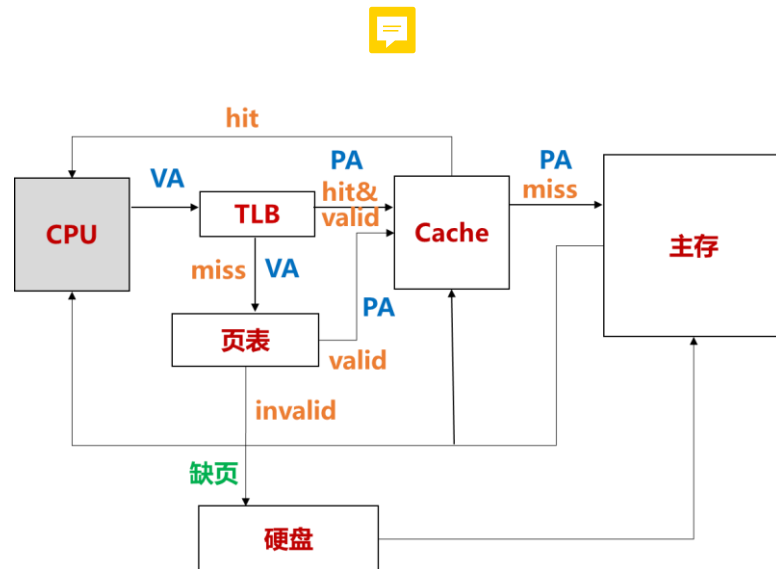 hit
VA
PA
PA
hit&
miss
valid
CPU
TLB
Cache
主存
miss
VA
PA
页表
valid
invalid
缺页
硬盘